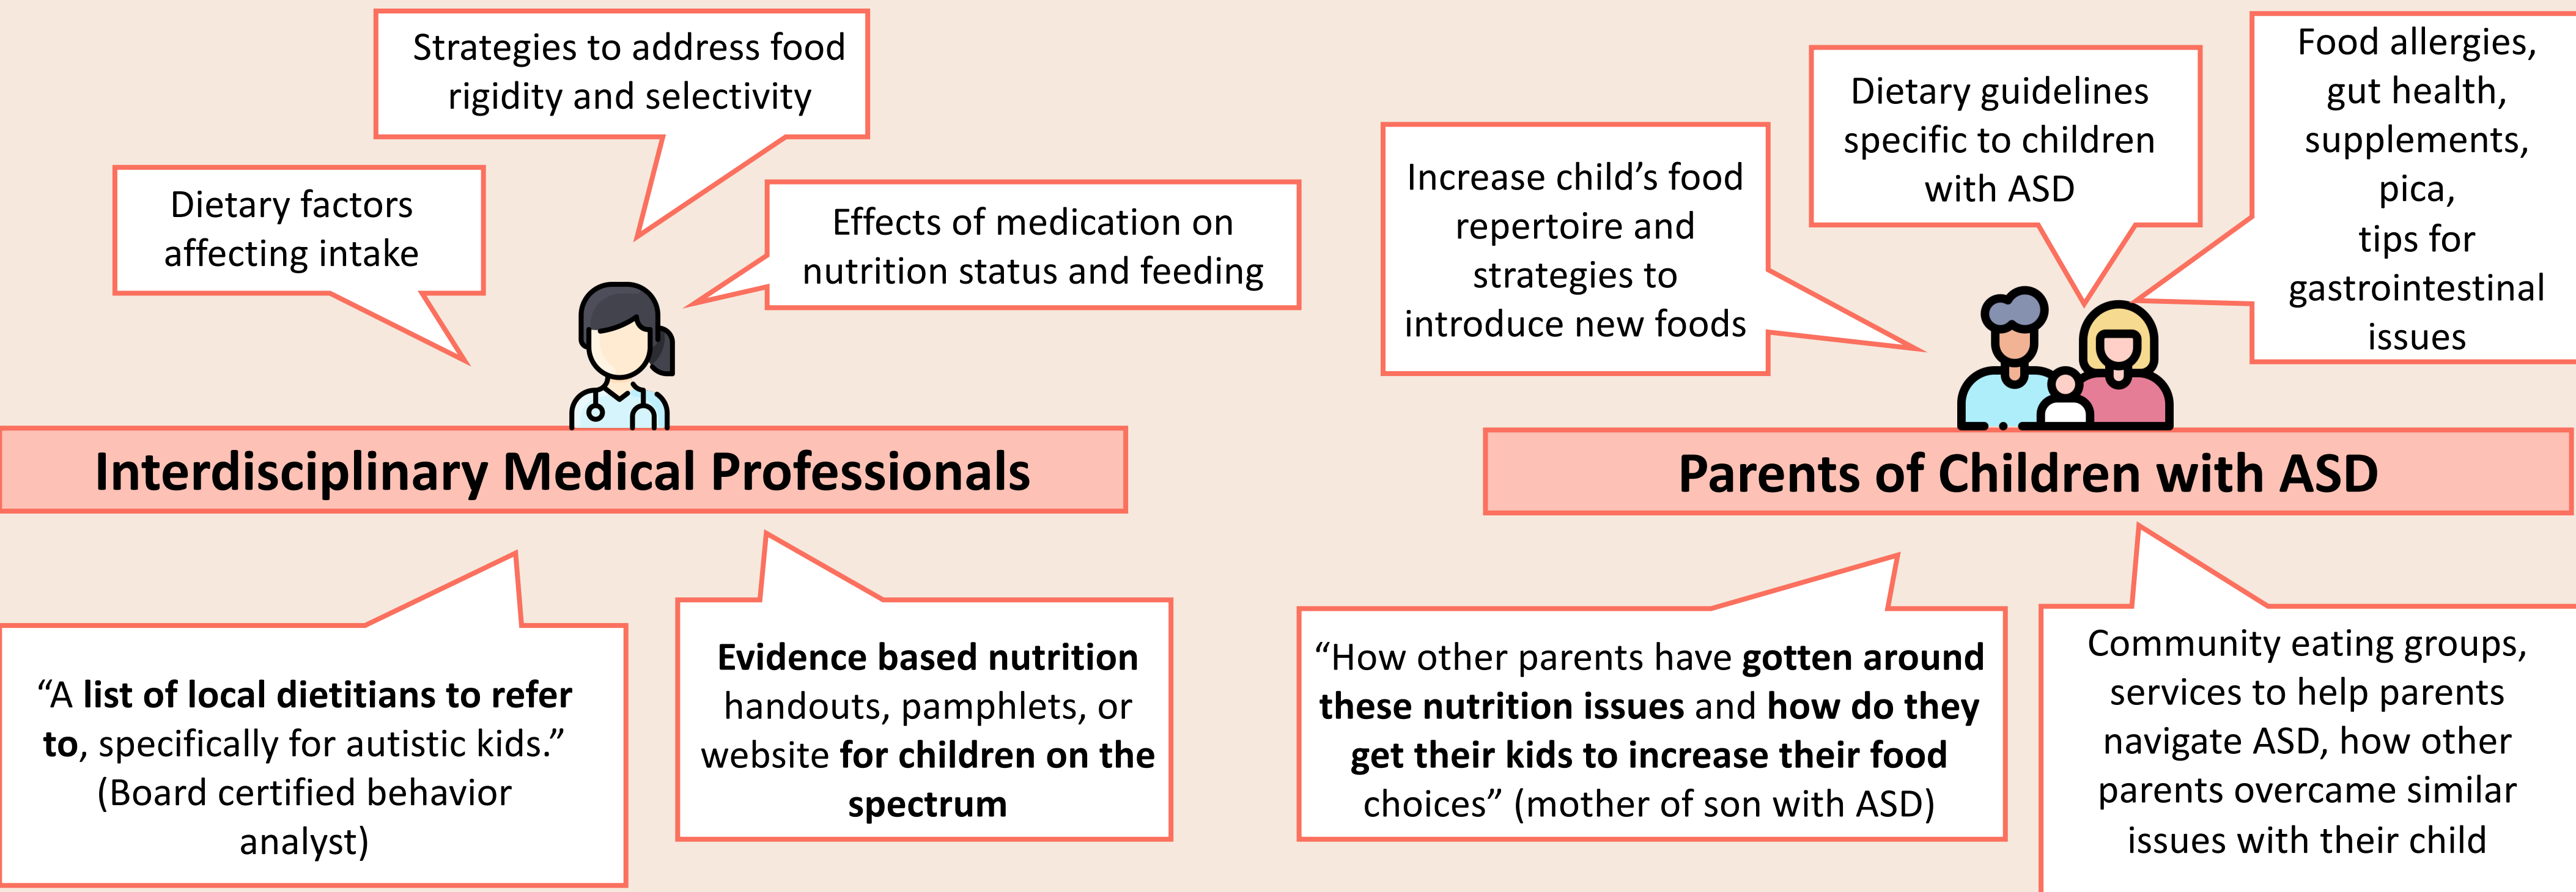 Strategies to address food
rigidity and selectivity
Dietary factors
affecting intake
Effects of medication on
nutrition status and feeding
Interdisciplinary Medical Professionals
“A list of local dietitians to refer
to, specifically for autistic kids.”
(Board certified behavior
analyst)
Evidence based nutrition
handouts, pamphlets, or
website for children on the
spectrum
Increase child’s food
repertoire and
strategies to
introduce new foods
Dietary guidelines
specific to children
with ASD
Food allergies,
gut health,
supplements,
pica,
tips for
gastrointestinal
issues
Parents of Children with ASD
“How other parents have gotten around
these nutrition issues and how do they
get their kids to increase their food
choices” (mother of son with ASD)
Community eating groups,
services to help parents
navigate ASD, how other
parents overcame similar
issues with their child